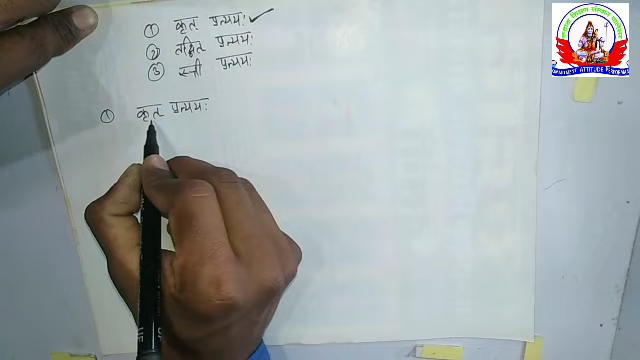 ① कृत प्रत्ययः ✓
② तद्धित प्रत्ययः
③ स्त्री प्रत्ययः
① कृत प्रत्ययः